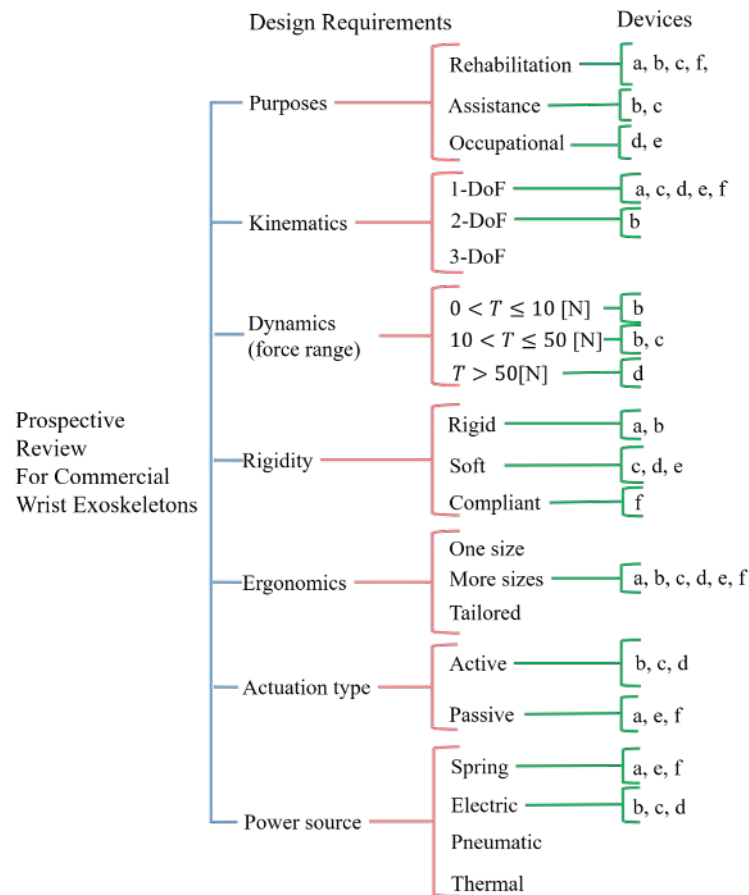 Design Requirements
Devices
Prospective
Review
For Commercial
Wrist Exoskeletons
Purposes
Rehabilitation
a, b, c, f,
Assistance
b, c
Occupational
d, e
Kinematics
1-DoF
a, c, d, e, f
2-DoF
b
3-DoF
Dynamics
(force range)
0 < T ≤ 10 [N]
b
10 < T ≤ 50 [N]
b, c
T > 50[N]
d
Rigidity
Rigid
a, b
Soft
c, d, e
Compliant
f
Ergonomics
One size
More sizes
a, b, c, d, e, f
Tailored
Actuation type
Active
b, c, d
Passive
a, e, f
Power source
Spring
a, e, f
Electric
b, c, d
Pneumatic
Thermal